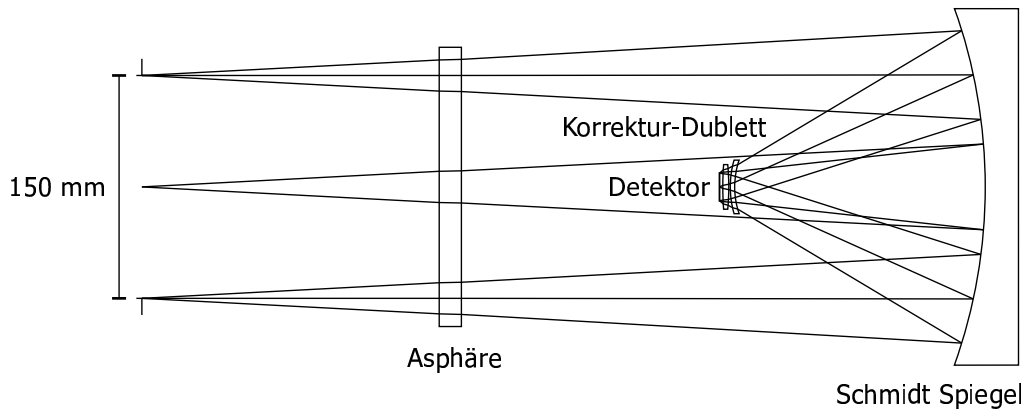 Korrektur-Dublett
150 mm
Detektor
Asphäre
Schmidt Spiegel